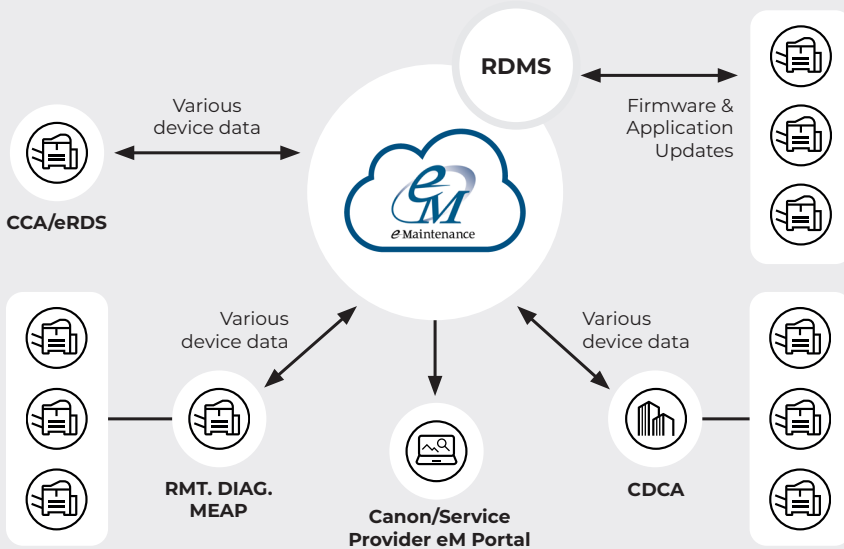 RDMS
Various
device data
Firmware &
Application
Updates
CCA/eRDS
eM
e Maintenance
Various
device data
Various
device data
RMT. DIAG.
MEAP
Canon/Service
Provider eM Portal
CDCA